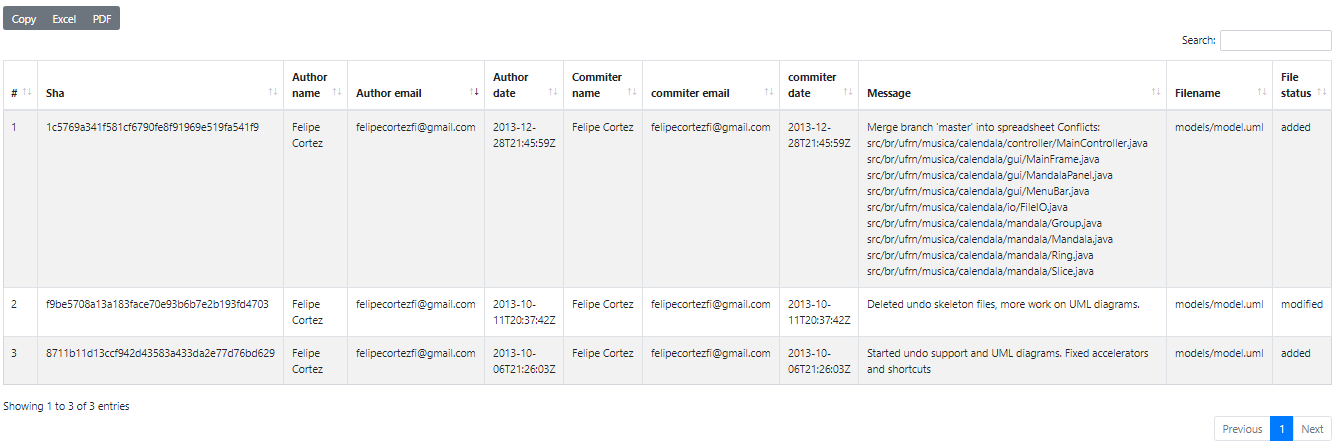 Copy Excel PDF
Search:
# Sha Author name Author email Author date Commiter name commiter email commiter date Message Filename File status
1 1c5769a341f581cf6790fe8f91969e519fa541f9 Felipe Cortez felipecortezfi@gmail.com 2013-12-28T21:45:59Z Felipe Cortez felipecortezfi@gmail.com 2013-12-28T21:45:59Z Merge branch 'master' into spreadsheet Conflicts: models/model.uml added
src/br/ufrn/musica/calendala/controller/MainController.java
src/br/ufrn/musica/calendala/gui/MainFrame.java
src/br/ufrn/musica/calendala/gui/MandalaPanel.java
src/br/ufrn/musica/calendala/gui/MenuBar.java
src/br/ufrn/musica/calendala/io/FileIO.java
src/br/ufrn/musica/calendala/mandala/Group.java
src/br/ufrn/musica/calendala/mandala/Mandala.java
src/br/ufrn/musica/calendala/mandala/Ring.java
src/br/ufrn/musica/calendala/mandala/Slice.java
2 f9be5708a13a183face70e93b6b7e2b193fd4703 Felipe Cortez felipecortezfi@gmail.com 2013-10-11T20:37:42Z Felipe Cortez felipecortezfi@gmail.com 2013-10-11T20:37:42Z Deleted undo skeleton files, more work on UML diagrams. models/model.uml modified
3 8711b11d13ccf942d43583a433da2e77d76bd629 Felipe Cortez felipecortezfi@gmail.com 2013-10-06T21:26:03Z Felipe Cortez felipecortezfi@gmail.com 2013-10-06T21:26:03Z Started undo support and UML diagrams. Fixed accelerators and shortcuts models/model.uml added
Showing 1 to 3 of 3 entries
Previous 1 Next